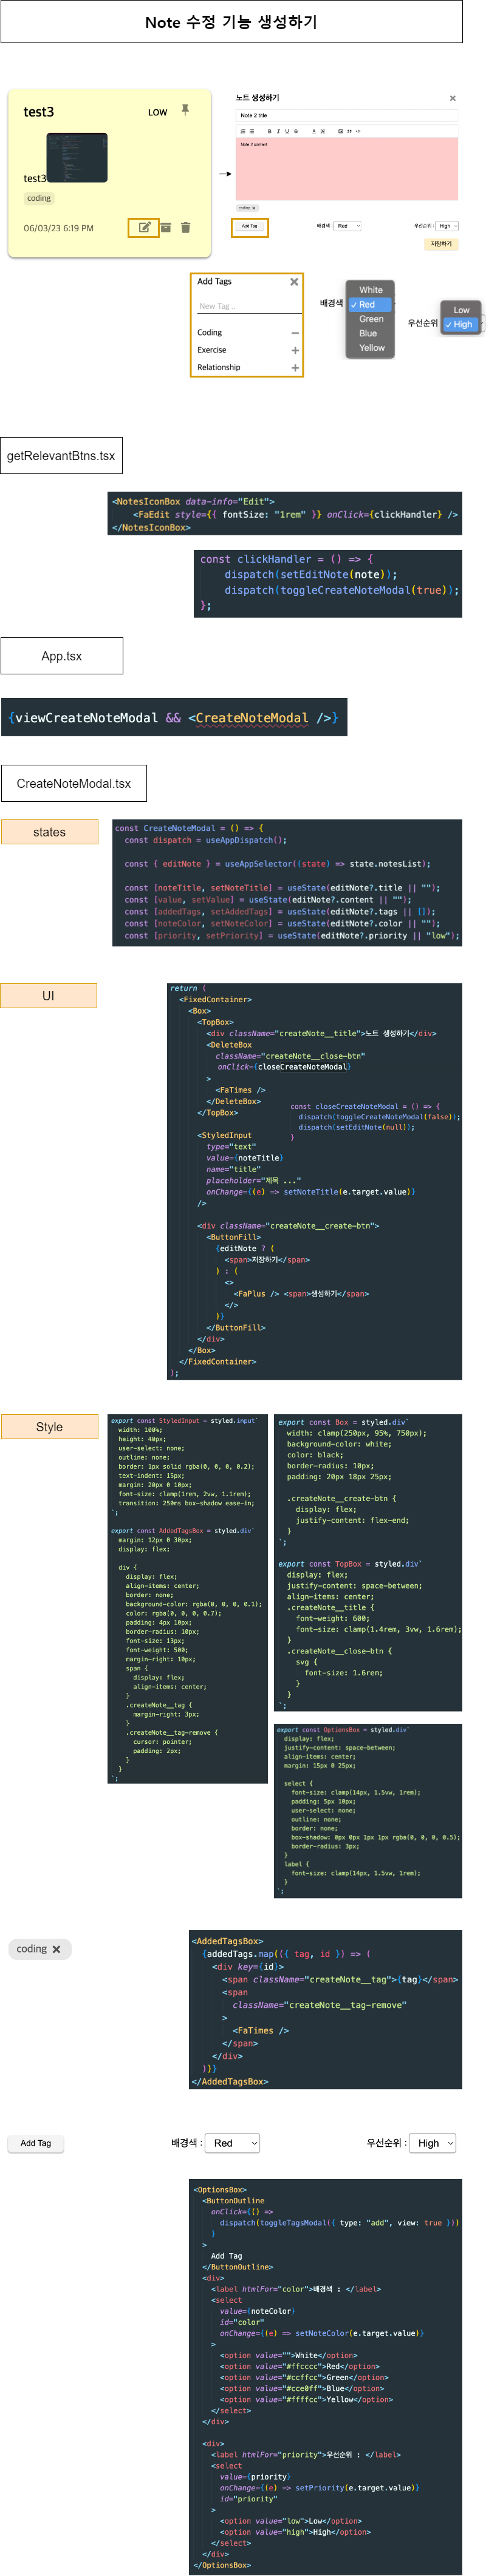 Note 수정 기능 생성하기
test3
LOW
test3
coding
06/03/23 6:19 PM
노트 생성하기
Note 2 title
B I U S A
Note 2 content
coding
Add Tag
배경색 : Red
우선순위 : High
저장하기
Add Tags
New Tag ..
Coding
Exercise
Relationship
배경색
White
✓ Red
Green
Blue
Yellow
우선순위
Low
✓ High
getRelevantBtns.tsx
<NotesIconBox data-info="Edit">
<FaEdit style={{ fontSize: "1rem" }} onClick={clickHandler} />
</NotesIconBox>
const clickHandler = () => {
dispatch(setEditNote(note));
dispatch(toggleCreateNoteModal(true));
};
App.tsx
{viewCreateNoteModal && <CreateNoteModal />}
CreateNoteModal.tsx
states
const CreateNoteModal = () => {
const dispatch = useAppDispatch();
const { editNote } = useAppSelector((state) => state.notesList);
const [noteTitle, setNoteTitle] = useState(editNote?.title || "");
const [value, setValue] = useState(editNote?.content || "");
const [addedTags, setAddedTags] = useState(editNote?.tags || []);
const [noteColor, setNoteColor] = useState(editNote?.color || "");
const [priority, setPriority] = useState(editNote?.priority || "low");
UI
return (
<FixedContainer>
<Box>
<TopBox>
<div className="createNote__title">노트 생성하기</div>
<DeleteBox
className="createNote__close-btn"
onClick={closeCreateNoteModal}
>
<FaTimes />
</DeleteBox>
</TopBox>
const closeCreateNoteModal = () => {
dispatch(toggleCreateNoteModal(false));
dispatch(setEditNote(null));
}
<StyledInput
type="text"
value={noteTitle}
name="title"
placeholder="제목 ..."
onChange={(e) => setNoteTitle(e.target.value)}
/>
<div className="createNote__create-btn">
<ButtonFill>
{editNote ? (
<span>저장하기</span>
) : (
<>
<FaPlus /> <span>생성하기</span>
</>
)}
</ButtonFill>
</div>
</Box>
</FixedContainer>
);
Style
export const StyledInput = styled.input`
width: 100%;
height: 40px;
user-select: none;
outline: none;
border: 1px solid rgba(0, 0, 0, 0.2);
text-indent: 15px;
margin: 20px 0 10px;
font-size: clamp(1rem, 2vw, 1.1rem);
transition: 250ms box-shadow ease-in;
`;
export const AddedTagsBox = styled.div`
margin: 12px 0 30px;
display: flex;
div {
display: flex;
align-items: center;
border: none;
background-color: rgba(0, 0, 0, 0.1);
color: rgba(0, 0, 0, 0.7);
padding: 4px 10px;
border-radius: 10px;
font-size: 13px;
font-weight: 500;
margin-right: 10px;
span {
display: flex;
align-items: center;
}
.createNote__tag {
margin-right: 3px;
}
.createNote__tag-remove {
cursor: pointer;
padding: 2px;
}
}
`;
export const Box = styled.div`
width: clamp(250px, 95%, 750px);
background-color: white;
color: black;
border-radius: 10px;
padding: 20px 18px 25px;
.createNote__create-btn {
display: flex;
justify-content: flex-end;
}
`;
export const TopBox = styled.div`
display: flex;
justify-content: space-between;
align-items: center;
.createNote__title {
font-weight: 600;
font-size: clamp(1.4rem, 3vw, 1.6rem);
}
.createNote__close-btn {
svg {
font-size: 1.6rem;
}
}
`;
export const OptionsBox = styled.div`
display: flex;
justify-content: space-between;
align-items: center;
margin: 15px 0 25px;
select {
font-size: clamp(14px, 1.5vw, 1rem);
padding: 5px 10px;
user-select: none;
outline: none;
border: none;
box-shadow: 0px 0px 1px 1px rgba(0, 0, 0, 0.5);
border-radius: 3px;
}
label {
font-size: clamp(14px, 1.5vw, 1rem);
}
`;
coding
<AddedTagsBox>
{addedTags.map(({ tag, id }) => (
<div key={id}>
<span className="createNote__tag">{tag}</span>
<span
className="createNote__tag-remove"
>
<FaTimes />
</span>
</div>
))}
</AddedTagsBox>
Add Tag
배경색 : Red
우선순위 : High
<OptionsBox>
<ButtonOutline
onClick={() =>
dispatch(toggleTagsModal({ type: "add", view: true }))
}
>
Add Tag
</ButtonOutline>
<div>
<label htmlFor="color">배경색 : </label>
<select
value={noteColor}
id="color"
onChange={(e) => setNoteColor(e.target.value)}
>
<option value="">White</option>
<option value="#ffcccc">Red</option>
<option value="#ccffcc">Green</option>
<option value="#cce0ff">Blue</option>
<option value="#ffffcc">Yellow</option>
</select>
</div>
<div>
<label htmlFor="priority">우선순위 : </label>
<select
value={priority}
onChange={(e) => setPriority(e.target.value)}
id="priority"
>
<option value="low">Low</option>
<option value="high">High</option>
</select>
</div>
</OptionsBox>